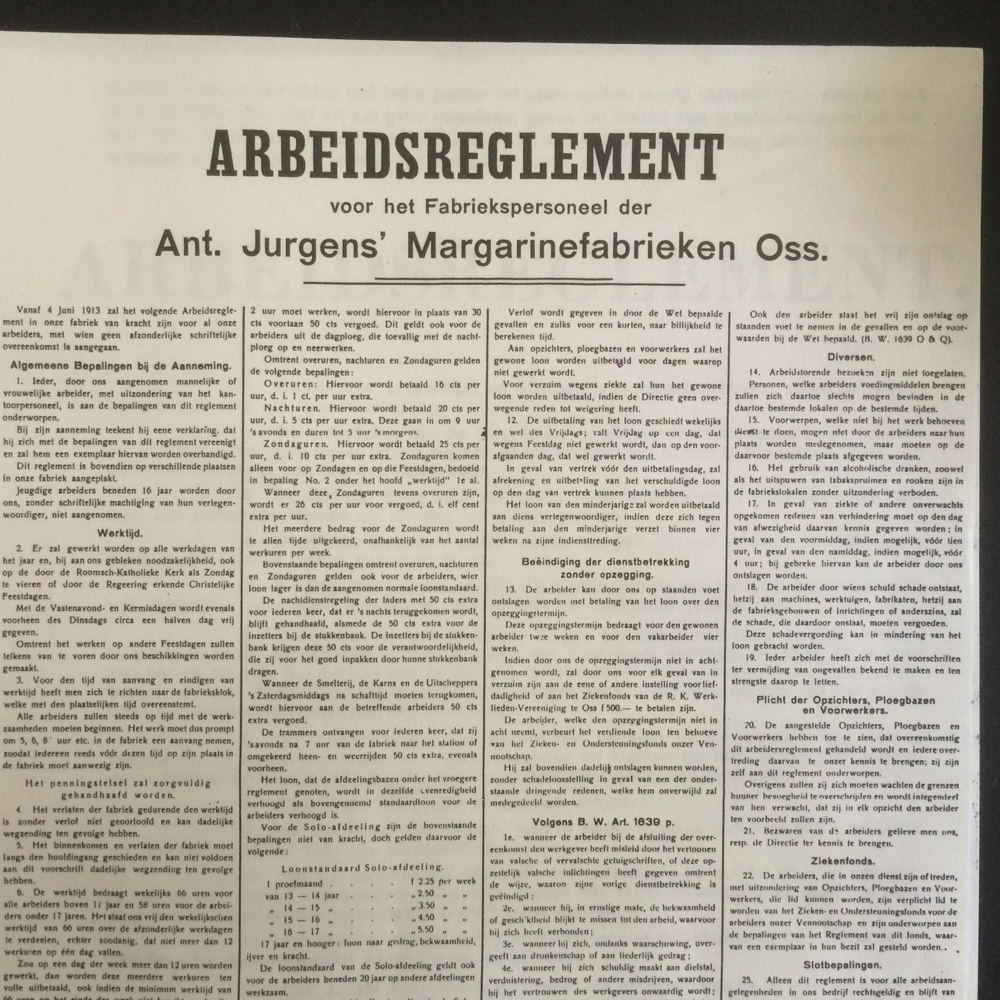 ARBEIDSREGLEMENT
voor het Fabriekspersoneel der
Ant. Jurgens' Margarinefabrieken Oss.
Vanaf 4 Juni 1913 zal het volgende Arbeidsregle-
ment in onze fabriek van kracht zijn voor al onze
arbeiders, met wien geen afzonderlijke schriftelijke
overeenkomst is aangegaan.
Algemeene Bepalingen bij de Aanneming.
1. Ieder, door ons aangenomen mannelijke of
vrouwelijke arbeider, met uitzondering van het kan-
toorpersoneel, is aan de bepalingen van dit reglement
onderworpen.
Bij zijn aanneming teekent hij eene verklaring, dat
hij zich met de bepalingen van dit reglement vereenigt
en zal hem een exemplaar hiervan worden overhandigd.
Dit reglement is bovendien op verschillende plaatsen
in onze fabriek aangeplakt.
Jeugdige arbeiders beneden 16 jaar worden door
ons, zonder schriftelijke machtiging van hun vertegen-
woordiger, niet aangenomen.
Werktijd.
2. Er zal gewerkt worden op alle werkdagen van
het jaar en, bij aan ons gebleken noodzakelijkheid, ook
op de door de Roomsch-Katholieke Kerk als Zondag
te vieren of door de Regeering erkende Christelijke
Feestdagen.
Met de Vastenavond- en Kermisdagen wordt evenals
voorheen des Dinsdags circa een halven dag vrij
gegeven.
Omtrent het werken op andere Feestdagen zullen
telkens van te voren door ons beschikkingen worden
gemaakt.
3. Voor den tijd van aanvang en eindigen van
werktijd heeft men zich te richten naar de fabrieksklok,
welke met den plaatselijken tijd overeenstemt.
Alle arbeiders zullen steeds op tijd met de werk-
zaamheden moeten beginnen. Het werk moet dus prompt
om 5, 6, 8 uur etc. in de fabriek een aanvang nemen,
zoodat iedereen reeds vóór dezen tijd op zijn plaats in
de fabriek moet aanwezig zijn.
Het penningstelsel zal zorgvuldig
gehandhaafd worden.
4. Het verlaten der fabriek gedurende den werktijd
is zonder verlof niet geoorloofd en kan dadelijke
wegzending ten gevolge hebben.
5. Het binnenkomen en verlaten der fabriek moet
langs den hoofdingang geschieden en kan niet voldoen
aan dit voorschrift dadelijke wegzending ten gevolge
hebben.
6. De werktijd bedraagt wekelijks 66 uren voor
alle arbeiders boven 17 jaar en 58 uren voor de arbei-
ders onder 17 jaren. Het staat ons vrij den wekelijkschen
werktijd van 66 uren over de afzonderlijke werkdagen
te verdeelen, echter zoodanig, dat niet meer dan 12
werkuren op één dag vallen.
Zou op een dag der week meer dan 12 uren worden
gewerkt, dan worden deze meerdere werkuren ten
volle uitbetaald, ook indien de minimum werktijd van
66 uren op het einde der week niet
2 uur moet werken, wordt hiervoor in plaats van 30
cts voortaan 50 cts vergoed. Dit geldt ook voor de
arbeiders uit de dagploeg, die toevallig met de nacht-
ploeg op en neerwerken.
Omtrent overuren, nachturen en Zondaguren gelden
de volgende bepalingen:
Overuren: Hiervoor wordt betaald 16 cts per
uur, d. i. 1 ct. per uur extra.
Nachturen. Hiervoor wordt betaald 20 cts per
uur, d. i. 5 cts per uur extra. Deze gaan in om 9 uur
's avonds en duren tot 5 uur 's morgens.
Zondaguren. Hiervoor wordt betaald 25 cts per
uur, d. i. 10 cts per uur extra. Zondaguren komen
alleen voor op Zondagen en op die Feestdagen, bedoeld
in bepaling No. 2 onder het hoofd „werktijd" 1e al.
Wanneer deze Zondaguren tevens overuren zijn,
wordt er 26 cts per uur voor vergoed, d. i. elf cent
extra per uur.
Het meerdere bedrag voor de Zondaguren wordt
te allen tijde uitgekeerd, onafhankelijk van het aantal
werkuren per week.
Bovenstaande bepalingen omtrent overuren, nachturen
en Zondaguren gelden ook voor de arbeiders, wier
loon lager is dan de aangenomen normale loonstandaard.
De nachtdienstregeling der laders met 50 cts extra
voor iederen keer, dat er 's nachts teruggekomen wordt,
blijft gehandhaafd, alsmede de 50 cts extra voor de
inzetters bij de stukkenbank. De inzetters bij de stukken-
bank krijgen deze 50 cts voor de verantwoordelijkheid,
die zij voor het goed inpakken door hunne stukkenbank
dragen.
Wanneer de Smelterij, de Karns en de Uitscheppers
's Zaterdagsmiddags na schafttijd moeten terugkomen,
wordt hiervoor aan de betreffende arbeiders 50 cts
extra vergoed.
De trammers ontvangen voor iederen keer, dat zij
's avonds na 7 uur van de fabriek naar het station of
omgekeerd heen- en weerrijden 50 cts extra, evenals
voorheen.
Het loon, dat de afdeelingsbazen onder het vroegere
reglement genoten, wordt in dezelfde evenredigheid
verhoogd als bovengenoemd standaardloon voor de
arbeiders verhoogd is.
Voor de Solo-afdeeling zijn de bovenstaande
bepalingen niet van kracht, doch gelden daarvoor de
volgende:
Loonstandaard Solo-afdeeling.
1 proefmaand . . . . f 2.25 per week
van 13 — 14 jaar . . . „ 2.50 „ „
„ 14 — 15 „ . . . „ 3.50 „ „
„ 15 — 16 „ . . . „ 4.50 „ „
„ 16 — 17 „ . . . „ 5.50 „ „
17 jaar en hooger: loon naar gedrag, bekwaamheid,
ijver en kracht.
De loonstandaard van de Solo-afdeeling geldt ook
voor de arbeiders beneden 20 jaar op andere afdeelingen
werkzaam.
Verlof wordt gegeven in door de Wet bepaalde
gevallen en zulks voor een korten, naar billijkheid te
berekenen tijd.
Aan opzichters, ploegbazen en voorwerkers zal het
gewone loon worden uitbetaald voor dagen waarop
niet gewerkt wordt.
Voor verzuim wegens ziekte zal hun het gewone
loon worden uitbetaald, indien de Directie geen over-
wegende reden tot weigering heeft.
12. De uitbetaling van het loon geschiedt wekelijks
en wel des Vrijdags; valt Vrijdag op een dag, dat
wegens Feestdag niet gewerkt wordt, dan op den voor-
afgaanden dag, dat wel gewerkt wordt.
In geval van vertrek vóór den uitbetalingsdag, zal
afrekening en uitbetaling van het verschuldigde loon
op den dag van vertrek kunnen plaats hebben.
Het loon van den minderjarige zal worden uitbetaald
aan diens vertegenwoordiger, indien deze zich tegen
betaling aan den minderjarige verzet binnen vier
weken na zijne indiensttreding.
Beëindiging der dienstbetrekking
zonder opzegging.
13. De arbeider kan door ons op staanden voet
ontslagen worden met betaling van het loon over den
opzeggingstermijn.
Deze opzeggingstermijn bedraagt voor den gewonen
arbeider twee weken en voor den vakarbeider vier
weken.
Indien door ons de opzeggingstermijn niet in acht-
genomen wordt, zal door ons voor elk geval van in
verzuim zijn aan de eene of andere instelling voor lief-
dadigheid of aan het Ziekenfonds van de R. K. Werk-
lieden-Vereeniging te Oss f 500.— te betalen zijn.
De arbeider, welke den opzeggingstermijn niet in
acht neemt, verbeurt het verdiende loon ten behoeve
van het Zieken- en Ondersteuningsfonds onzer Ven-
nootschap.
Hij zal bovendien dadelijk ontslagen kunnen worden,
zonder schadeloosstelling in geval van een der onder-
staande dringende redenen, welke hem onverwijld zal
medegedeeld worden.
Volgens B. W. Art. 1639 p.
1e. wanneer de arbeider bij de afsluiting der over-
eenkomst den werkgever heeft misleid door het vertoonen
van valsche of vervalschte getuigschriften, of deze op-
zettelijk valsche inlichtingen heeft gegeven omtrent
de wijze, waarop zijne vorige dienstbetrekking is
geëindigd;
2e. wanneer hij, in ernstige mate, de bekwaamheid
of geschiktheid blijkt te missen tot den arbeid, waarvoor
hij zich heeft verbonden;
3e. wanneer hij zich, ondanks waarschuwing, over-
geeft aan dronkenschap of aan liederlijk gedrag;
4e. wanneer hij zich schuldig maakt aan diefstal,
verduistering, bedrog of andere misdrijven, waardoor
hij het vertrouwen des werkgevers onwaardig wordt;
Ook den arbeider staat het vrij zijn ontslag op
staanden voet te nemen in de gevallen en op de voor-
waarden bij de Wet bepaald. (B. W. 1639 O & Q).
Diversen.
14. Arbeidstorende bezoeken zijn niet toegelaten.
Personen, welke arbeiders voedingmiddelen brengen
zullen zich daartoe slechts mogen bevinden in de
daartoe bestemde lokalen op de bestemde tijden.
15. Voorwerpen, welke niet bij het werk behoeven
dienst te doen, mogen niet door de arbeiders naar hun
plaats worden medegenomen, maar moeten op de
daarvoor bestemde plaats afgegeven worden.
16. Het gebruik van alcoholische dranken, zoowel
als het uitspuwen van tabakspruimen en rooken zijn in
de fabriekslokalen zonder uitzondering verboden.
17. In geval van ziekte of andere onverwachts
opgekomen redenen van verhindering moet op den dag
van afwezigheid daarvan kennis gegeven worden; in
geval van den voormiddag, indien mogelijk, vóór tien
uur, in geval van den namiddag, indien mogelijk, vóór
4 uur; bij gebreke hiervan kan de arbeider door ons
ontslagen worden.
18. De arbeider door wiens schuld schade ontstaat,
hetzij aan machines, werktuigen, fabrikaten, hetzij aan
de fabrieksgebouwen of inrichtingen of anderszins, zal
de schade, die daardoor onstaat, moeten vergoeden.
Deze schadevergoeding kan in mindering van het
loon gebracht worden.
19. Ieder arbeider heeft zich met de voorschriften
ter vermijding van ongevallen bekend te maken en ten
strengste daarop te letten.
Plicht der Opzichters, Ploegbazen
en Voorwerkers.
20. De aangestelde Opzichters, Ploegbazen en
Voorwerkers hebben toe te zien, dat overeenkomstig
dit arbeidersreglement gehandeld wordt en iedere over-
treding daarvan te onzer kennis te brengen; zij zijn
zelf aan dit reglement onderworpen.
Overigens zullen zij zich moeten wachten de grenzen
hunner bevoegheid te overschrijden en wordt integendeel
van hen verwacht, dat zij in elk opzicht den arbeider
ten voorbeeld zullen zijn.
21. Bezwaren van de arbeiders gelieve men ons,
resp. de Directie ter kennis te brengen.
Ziekenfonds.
22. De arbeiders, die in onzen dienst zijn of treden,
met uitzondering van Opzichters, Ploegbazen en Voor-
werkers, die lid kunnen worden, zijn verplicht lid te
worden van het Zieken- en Ondersteuningsfonds voor de
arbeiders onzer Vennootschap en zijn onderworpen aan
de bepalingen van het Reglement van dit fonds, waar-
van een exemplaar in hun bezit zal gesteld worden..
Slotbepalingen.
25. Alleen dit reglement is voor alle arbeidsaan-
gelegenheden in ons bedrijf rechtsgeldig en blijft van